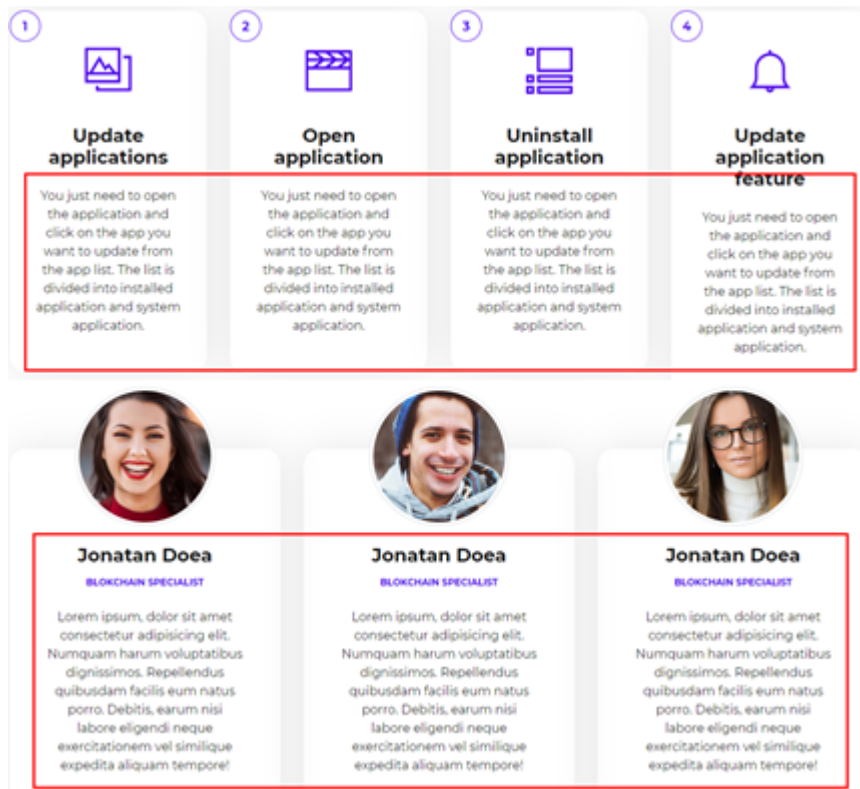 1
Update
applications
You just need to open
the application and
click on the app you
want to update from
the app list. The list is
divided into installed
application and system
application.
2
Open
application
You just need to open
the application and
click on the app you
want to update from
the app list. The list is
divided into installed
application and system
application.
3
Uninstall
application
You just need to open
the application and
click on the app you
want to update from
the app list. The list is
divided into installed
application and system
application.
4
Update
application
feature
You just need to open
the application and
click on the app you
want to update from
the app list. The list is
divided into installed
application and system
application.
Jonatan Doea
BLOKCHAIN SPECIALIST
Lorem ipsum, dolor sit amet
consectetur adipisicing elit.
Numquam harum voluptatibus
dignissimos. Repellendus
quibusdam facilis eum natus
porro. Debitis, earum nisi
labore eligendi neque
exercitationem vel similique
expedita aliquam tempore!
Jonatan Doea
BLOKCHAIN SPECIALIST
Lorem ipsum, dolor sit amet
consectetur adipisicing elit.
Numquam harum voluptatibus
dignissimos. Repellendus
quibusdam facilis eum natus
porro. Debitis, earum nisi
labore eligendi neque
exercitationem vel similique
expedita aliquam tempore!
Jonatan Doea
BLOKCHAIN SPECIALIST
Lorem ipsum, dolor sit amet
consectetur adipisicing elit.
Numquam harum voluptatibus
dignissimos. Repellendus
quibusdam facilis eum natus
porro. Debitis, earum nisi
labore eligendi neque
exercitationem vel similique
expedita aliquam tempore!